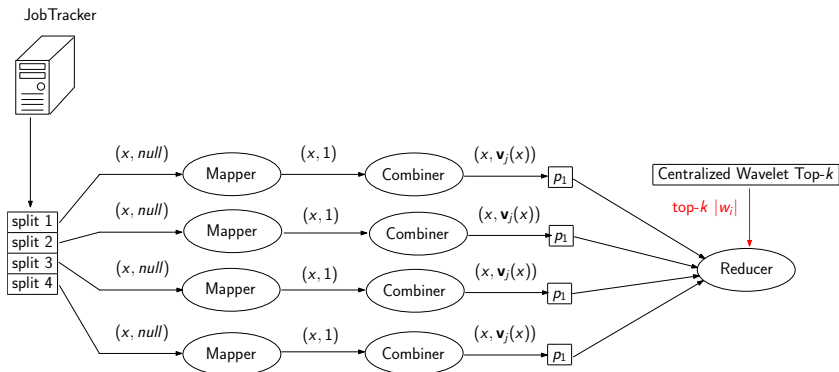 JobTracker
split 1
split 2
split 3
split 4
(x, null) Mapper (x, 1) Combiner (x, v_j(x)) p_1
(x, null) Mapper (x, 1) Combiner (x, v_j(x)) p_1
(x, null) Mapper (x, 1) Combiner (x, v_j(x)) p_1
(x, null) Mapper (x, 1) Combiner (x, v_j(x)) p_1
Centralized Wavelet Top-k
top-k |w_i|
Reducer